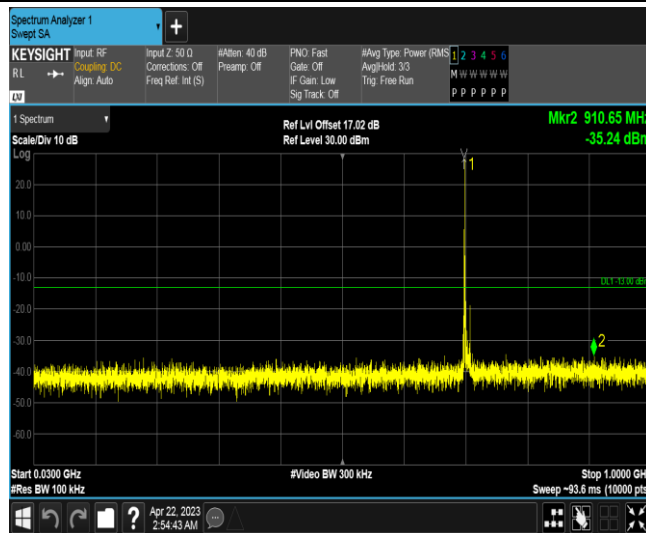 Spectrum Analyzer 1
Swept SA
+
KEYSIGHT
RL
Input: RF
Coupling: DC
Align: Auto
Input Z: 50 Ω
Corrections: Off
Freq Ref: Int (S)
#Atten: 40 dB
Preamp: Off
PNO: Fast
Gate: Off
IF Gain: Low
Sig Track: Off
#Avg Type: Power (RMS
Avg|Hold: 3/3
Trig: Free Run
1 2 3 4 5 6
M W W W W W
P P P P P P
1 Spectrum
Scale/Div 10 dB
Log
Ref Lvl Offset 17.02 dB
Ref Level 30.00 dBm
Mkr2 910.65 MHz
-35.24 dBm
1
20.0
10.0
0.00
-10.0
DL1 -13.00 dBm
-20.0
-30.0
2
-40.0
-50.0
-60.0
Start 0.0300 GHz
#Video BW 300 kHz
Stop 1.0000 GHz
#Res BW 100 kHz
Sweep ~93.6 ms (10000 pts
?
Apr 22, 2023
2:54:43 AM